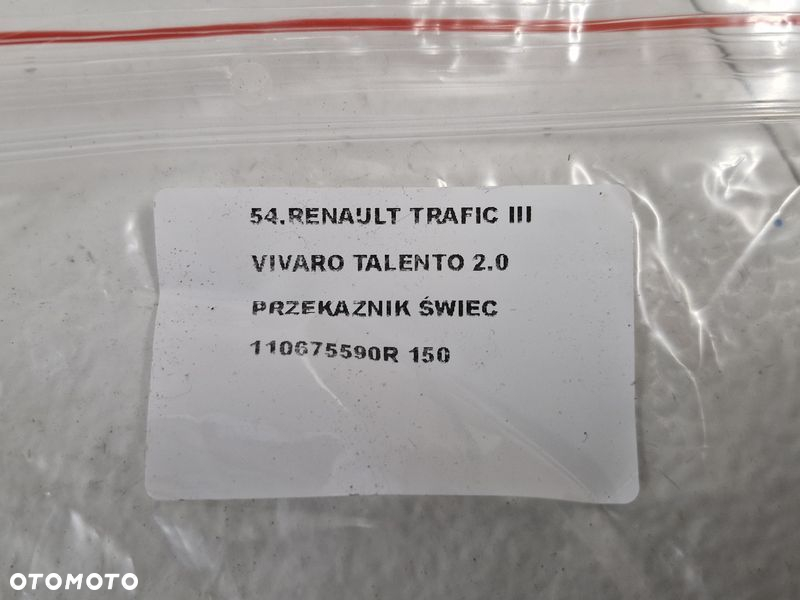 54.RENAULT TRAFIC III
VIVARO TALENTO 2.0
PRZEKAZNIK ŚWIEC
110675590R 150
OTOMOTO